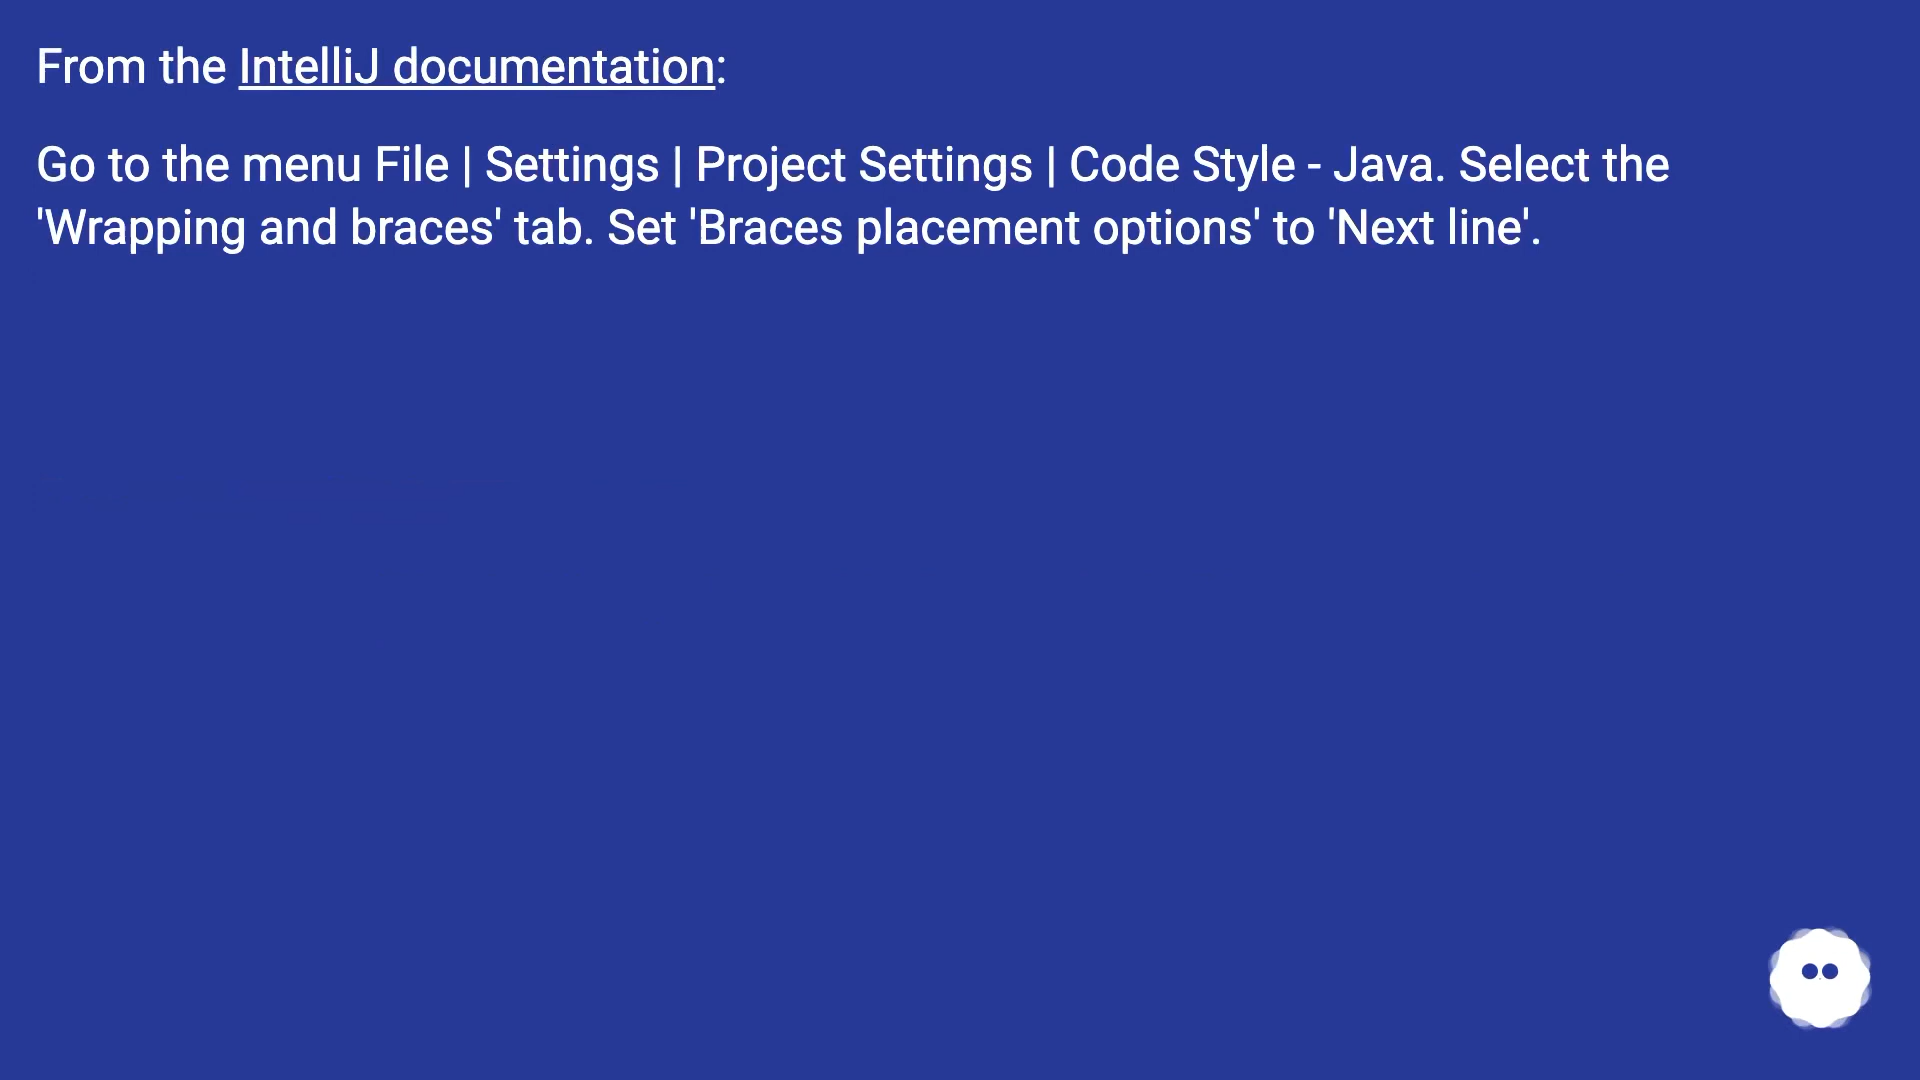 From the IntelliJ documentation:
Go to the menu File | Settings | Project Settings | Code Style - Java. Select the
'Wrapping and braces' tab. Set 'Braces placement options' to 'Next line'.